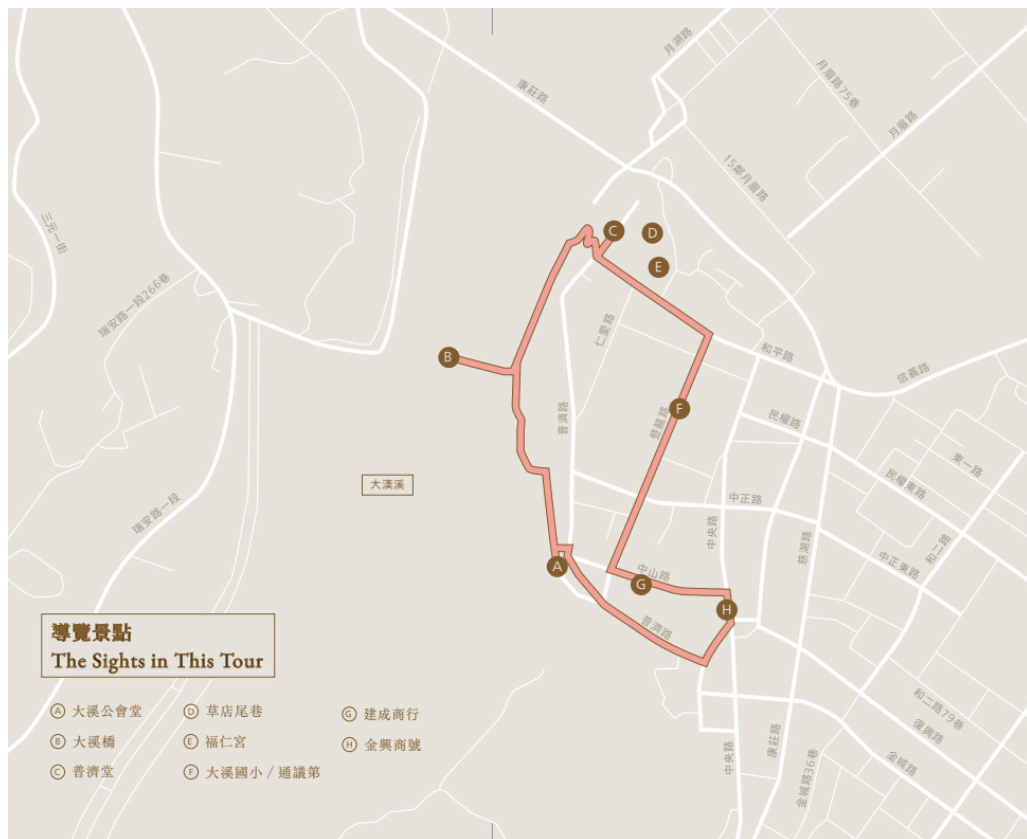 月湖路
康莊路
月眉路75巷
月眉路
15鄰月眉路
三元一街
瑞安路一段266巷
C
D
E
仁愛路
B
和平路
信義路
普濟路
登龍路
F
民權路
東一路
民權東路
大漢溪
瑞安路一段
中正路
中央路
慈湖路
中正東路
和二路
A
中山路
G
H
普濟路
導覽景點
The Sights in This Tour
A 大溪公會堂
B 大溪橋
C 普濟堂
D 草店尾巷
E 福仁宮
F 大溪國小 / 通議第
G 建成商行
H 金興商號
和二路79巷
復興路
中央路
康莊路
金城路36巷
金城路